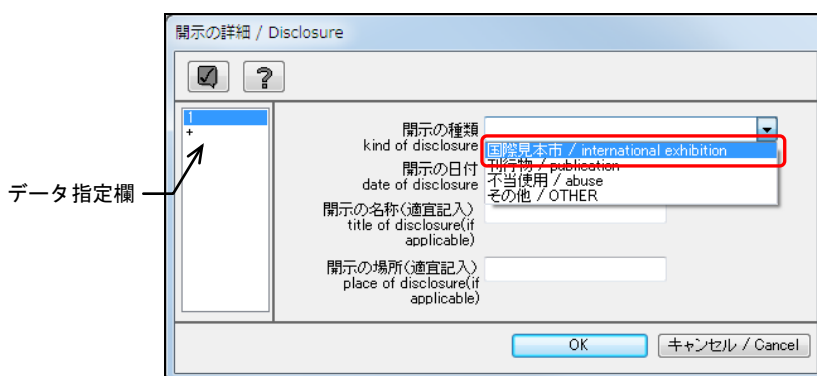 開示の詳細 / Disclosure
?
1
+
データ指定欄
開示の種類
kind of disclosure
国際見本市 / international exhibition
刊行物 / publication
不当使用 / abuse
その他 / OTHER
開示の日付
date of disclosure
開示の名称(適宜記入)
title of disclosure(if
applicable)
開示の場所(適宜記入)
place of disclosure(if
applicable)
OK
キャンセル / Cancel